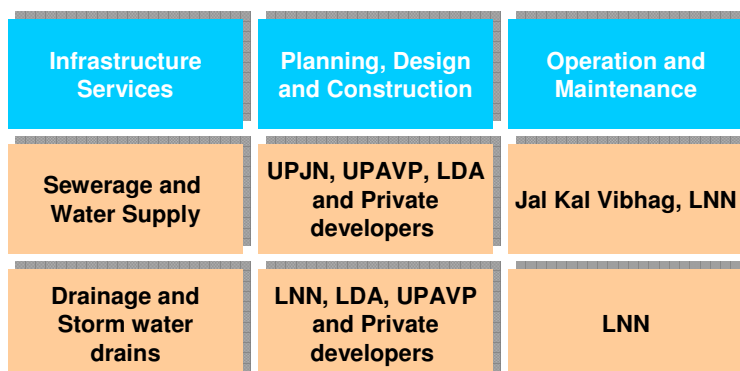 Infrastructure
Services
Planning, Design
and Construction
Operation and
Maintenance
Sewerage and
Water Supply
UPJN, UPAVP, LDA
and Private
developers
Jal Kal Vibhag, LNN
Drainage and
Storm water
drains
LNN, LDA, UPAVP
and Private
developers
LNN